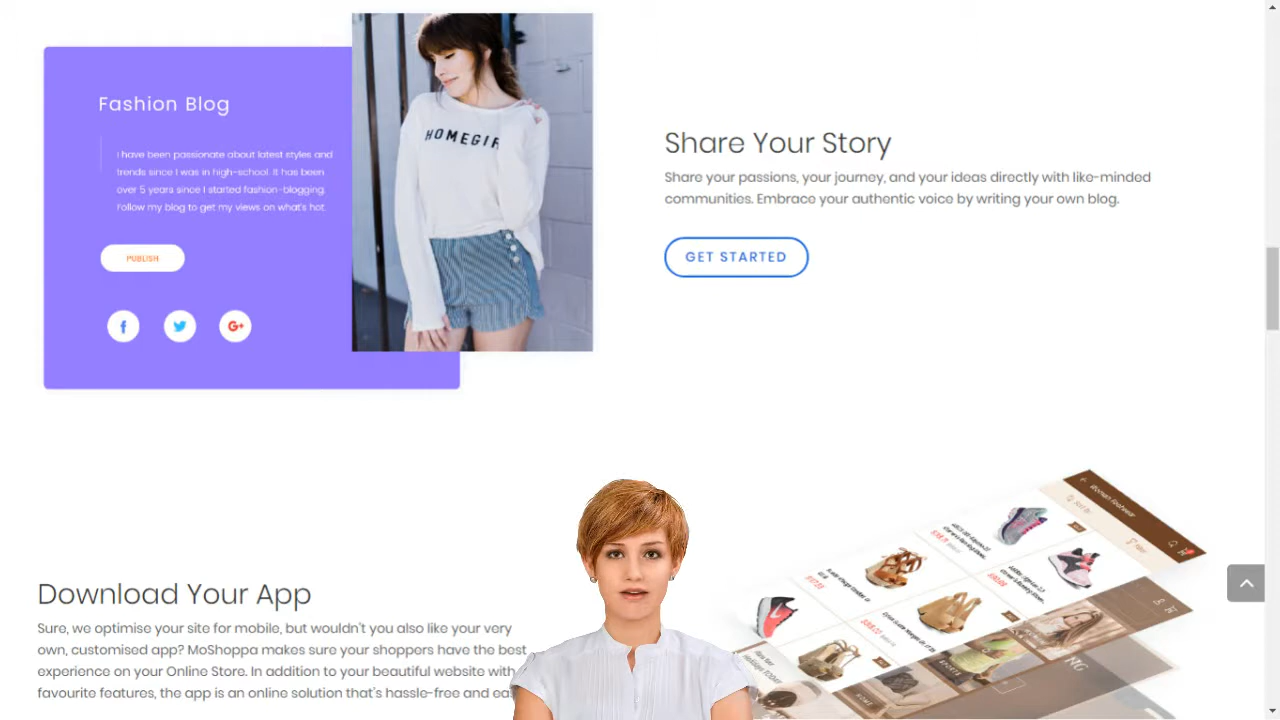 Fashion Blog
I have been passionate about latest styles and
trends since I was in high-school. It has been
over 5 years since I started fashion-blogging.
Follow my blog to get my views on what's hot.
PUBLISH
HOMEGIR
Share Your Story
Share your passions, your journey, and your ideas directly with like-minded
communities. Embrace your authentic voice by writing your own blog.
GET STARTED
Download Your App
Sure, we optimise your site for mobile, but wouldn't you also like your very
own, customised app? MoShoppa makes sure your shoppers have the best
experience on your Online Store. In addition to your beautiful website with
favourite features, the app is an online solution that's hassle-free and
Women Footwear
Sort By
Filter